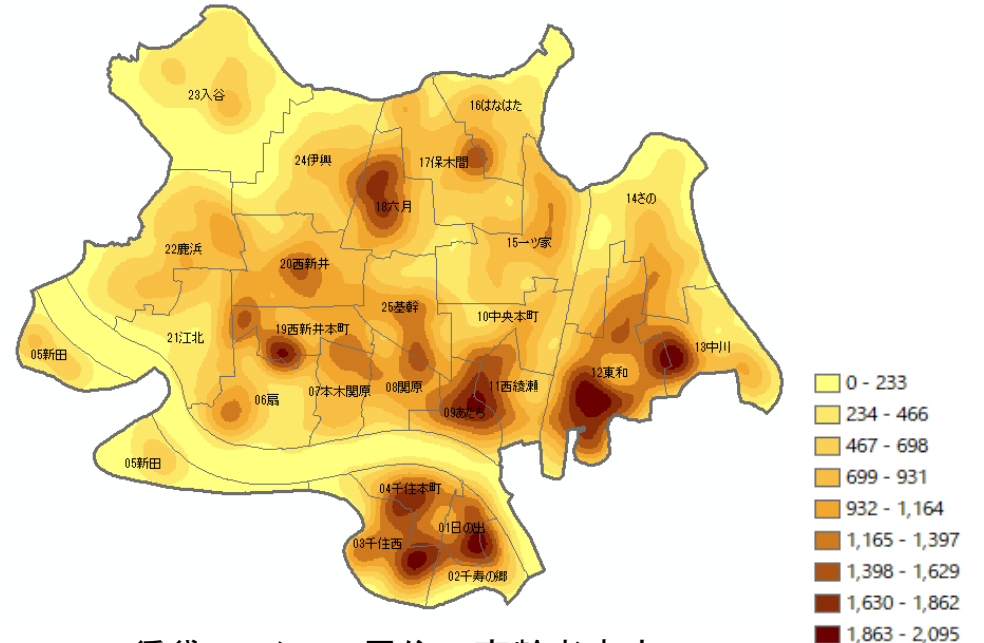 23入谷
16はなはた
24伊興
17保木間
14さの
18六月
15一ツ家
22鹿浜
20西新井
25基幹
10中央本町
19西新井本町
21江北
13中川
05新田
12東和
11西綾瀬
08関原
07本木関原
06扇
09あだち
05新田
04千住本町
01日の出
03千住西
02千寿の郷
0 - 233
234 - 466
467 - 698
699 - 931
932 - 1,164
1,165 - 1,397
1,398 - 1,629
1,630 - 1,862
1,863 - 2,095